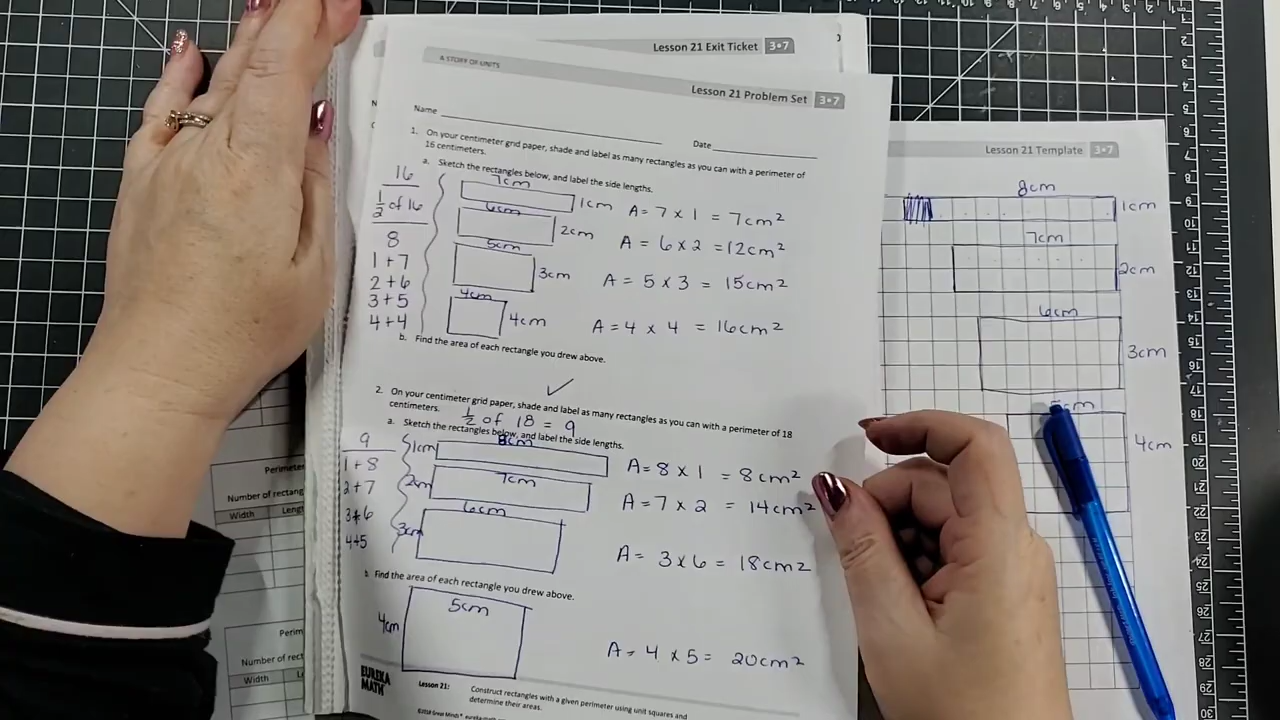 Lesson 21 Exit Ticket 3•7
A STORY OF UNITS
Lesson 21 Problem Set 3•7
Name
Date
1. On your centimeter grid paper, shade and label as many rectangles as you can with a perimeter of
16 centimeters.
a. Sketch the rectangles below, and label the side lengths.
16
1/2 of 16
8
1 + 7
2 + 6
3 + 5
4 + 4
7cm
1cm A = 7 x 1 = 7cm²
6cm
2cm A = 6 x 2 = 12cm²
5cm
3cm A = 5 x 3 = 15cm²
4cm
4cm A = 4 x 4 = 16cm²
b. Find the area of each rectangle you drew above.
2. On your centimeter grid paper, shade and label as many rectangles as you can with a perimeter of 18
centimeters. 1/2 of 18 = 9
a. Sketch the rectangles below, and label the side lengths.
9
1 + 8
2 + 7
3 + 6
4 + 5
8cm
1cm A = 8 x 1 = 8cm²
7cm
2cm A = 7 x 2 = 14cm²
6cm
3cm A = 3 x 6 = 18cm²
b. Find the area of each rectangle you drew above.
5cm
4cm A = 4 x 5 = 20cm²
EUREKA
MATH
Lesson 21: Construct rectangles with a given perimeter using unit squares and
determine their areas.
Lesson 21 Template 3•7
8cm
1cm
7cm
2cm
6cm
3cm
4cm
Number of
Width
Number of
Width